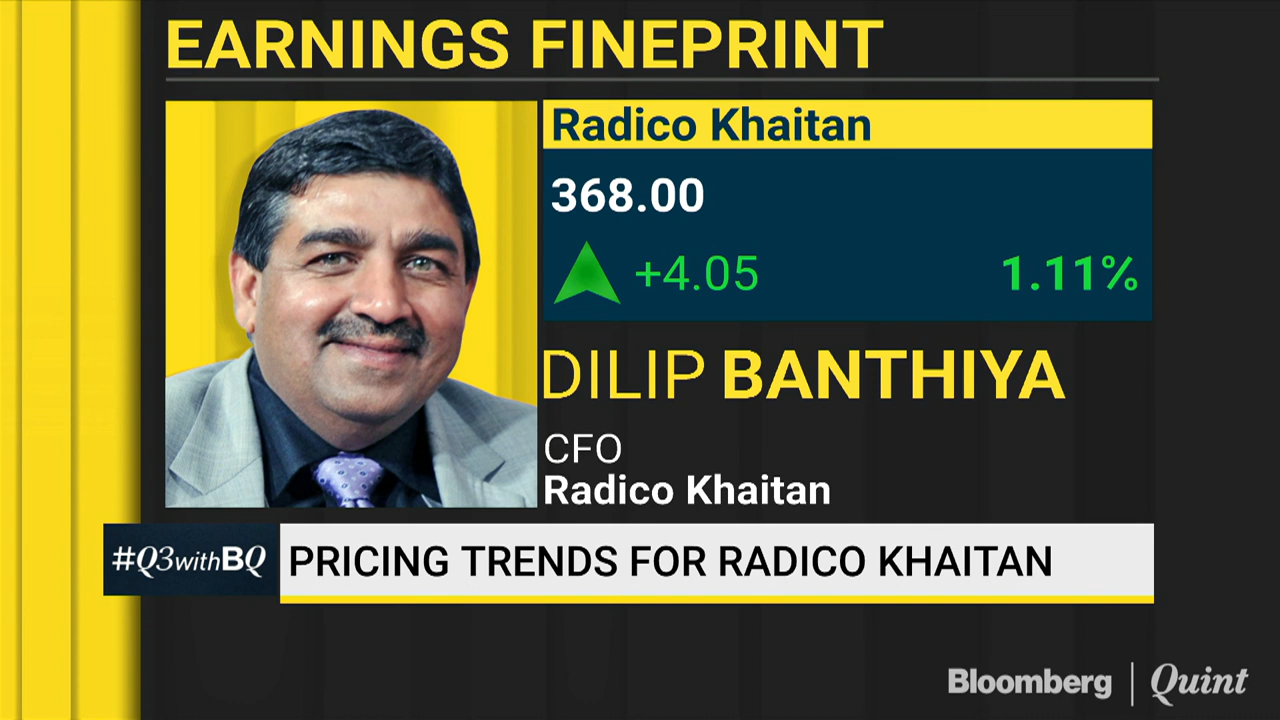 EARNINGS FINEPRINT
Radico Khaitan
368.00
+4.05 1.11%
DILIP BANTHIYA
CFO
Radico Khaitan
#Q3withBQ PRICING TRENDS FOR RADICO KHAITAN
Bloomberg | Quint